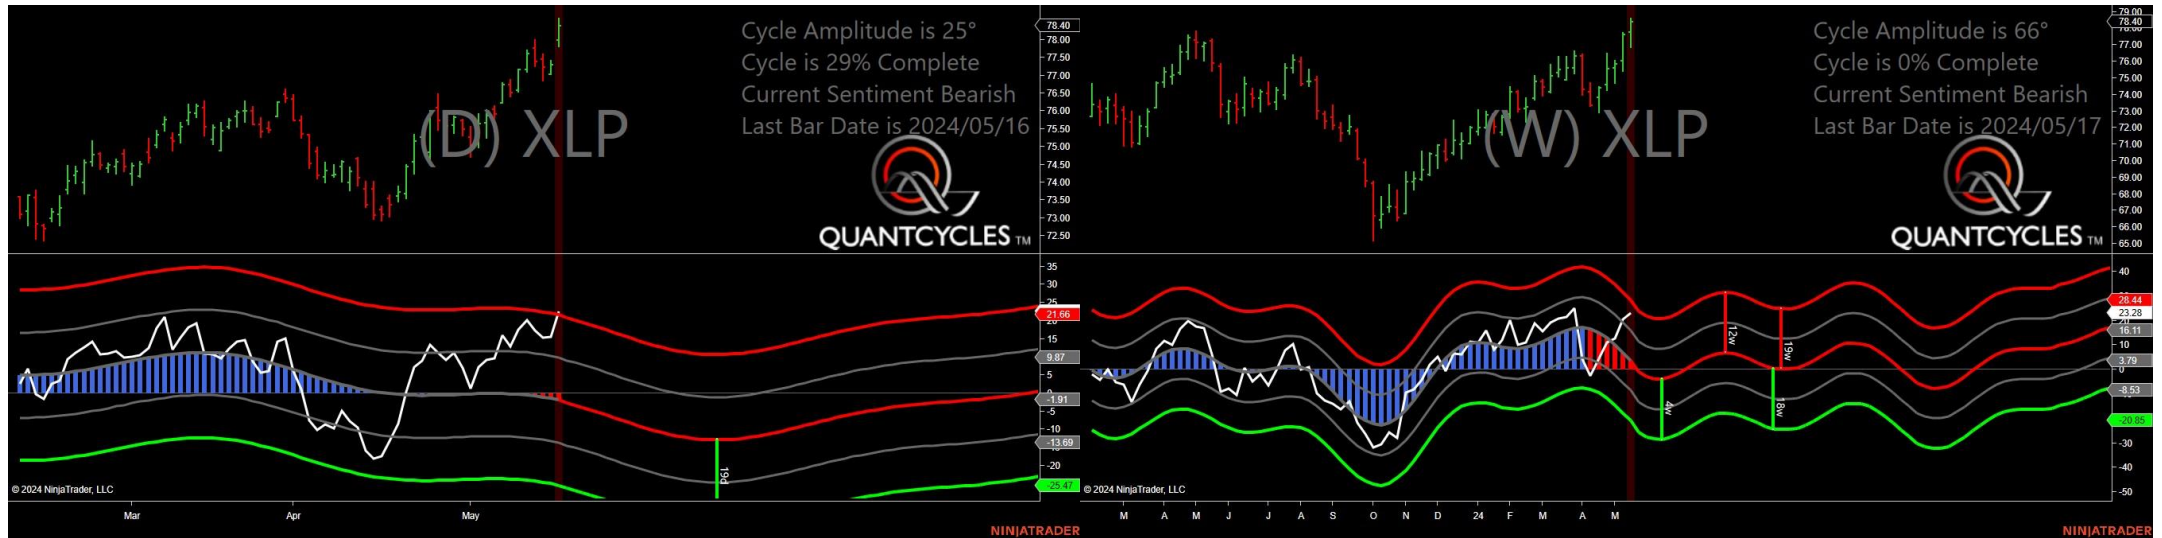 Cycle Amplitude is 25°
Cycle is 29% Complete
Current Sentiment Bearish
Last Bar Date is 2024/05/16
(D) XLP
QUANTCYCLES TM
78.40
78.00
77.50
77.00
76.50
76.00
75.50
75.00
74.50
74.00
73.50
73.00
72.50
35
30
25
21.66
20
15
9.87
5
0
-1.91
-5
-10
-13.69
-20
-25.47
19d
© 2024 NinjaTrader, LLC
Mar
Apr
May
NINJATRADER
Cycle Amplitude is 66°
Cycle is 0% Complete
Current Sentiment Bearish
Last Bar Date is 2024/05/17
(W) XLP
QUANTCYCLES TM
79.00
78.40
78.00
77.00
76.00
75.00
74.00
73.00
72.00
71.00
70.00
69.00
68.00
67.00
66.00
65.00
40
28.44
23.28
16.11
10
3.79
0
-8.53
-20.85
-30
-40
-50
12w
19w
4w
18w
© 2024 NinjaTrader, LLC
M
A
M
J
J
A
S
O
N
D
24
F
M
A
M
NINJATRADER